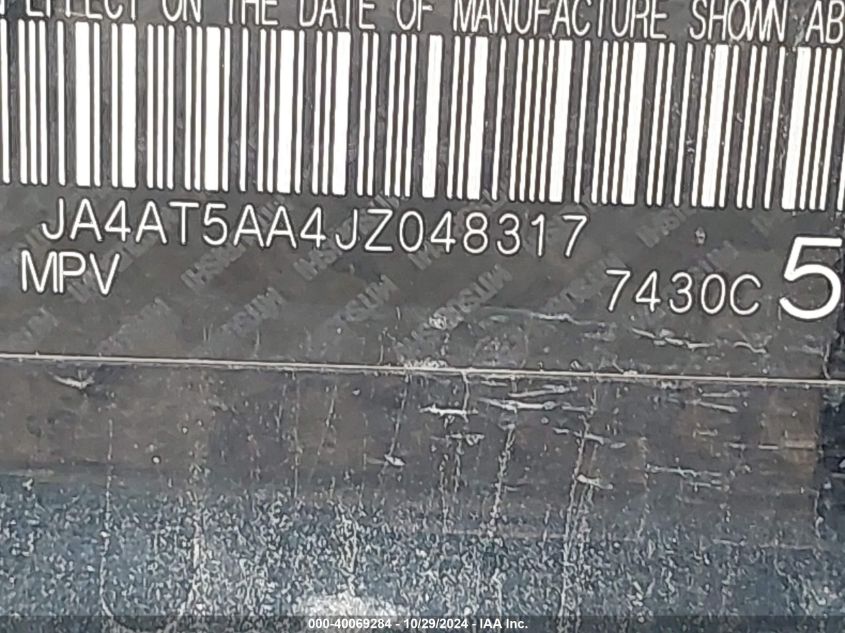 EFFECT ON THE DATE OF MANUFACTURE SHOWN AB
JA4AT5AA4JZ048317
MPV
7430C 5
000-40069284 - 10/29/2024 - IAA Inc.